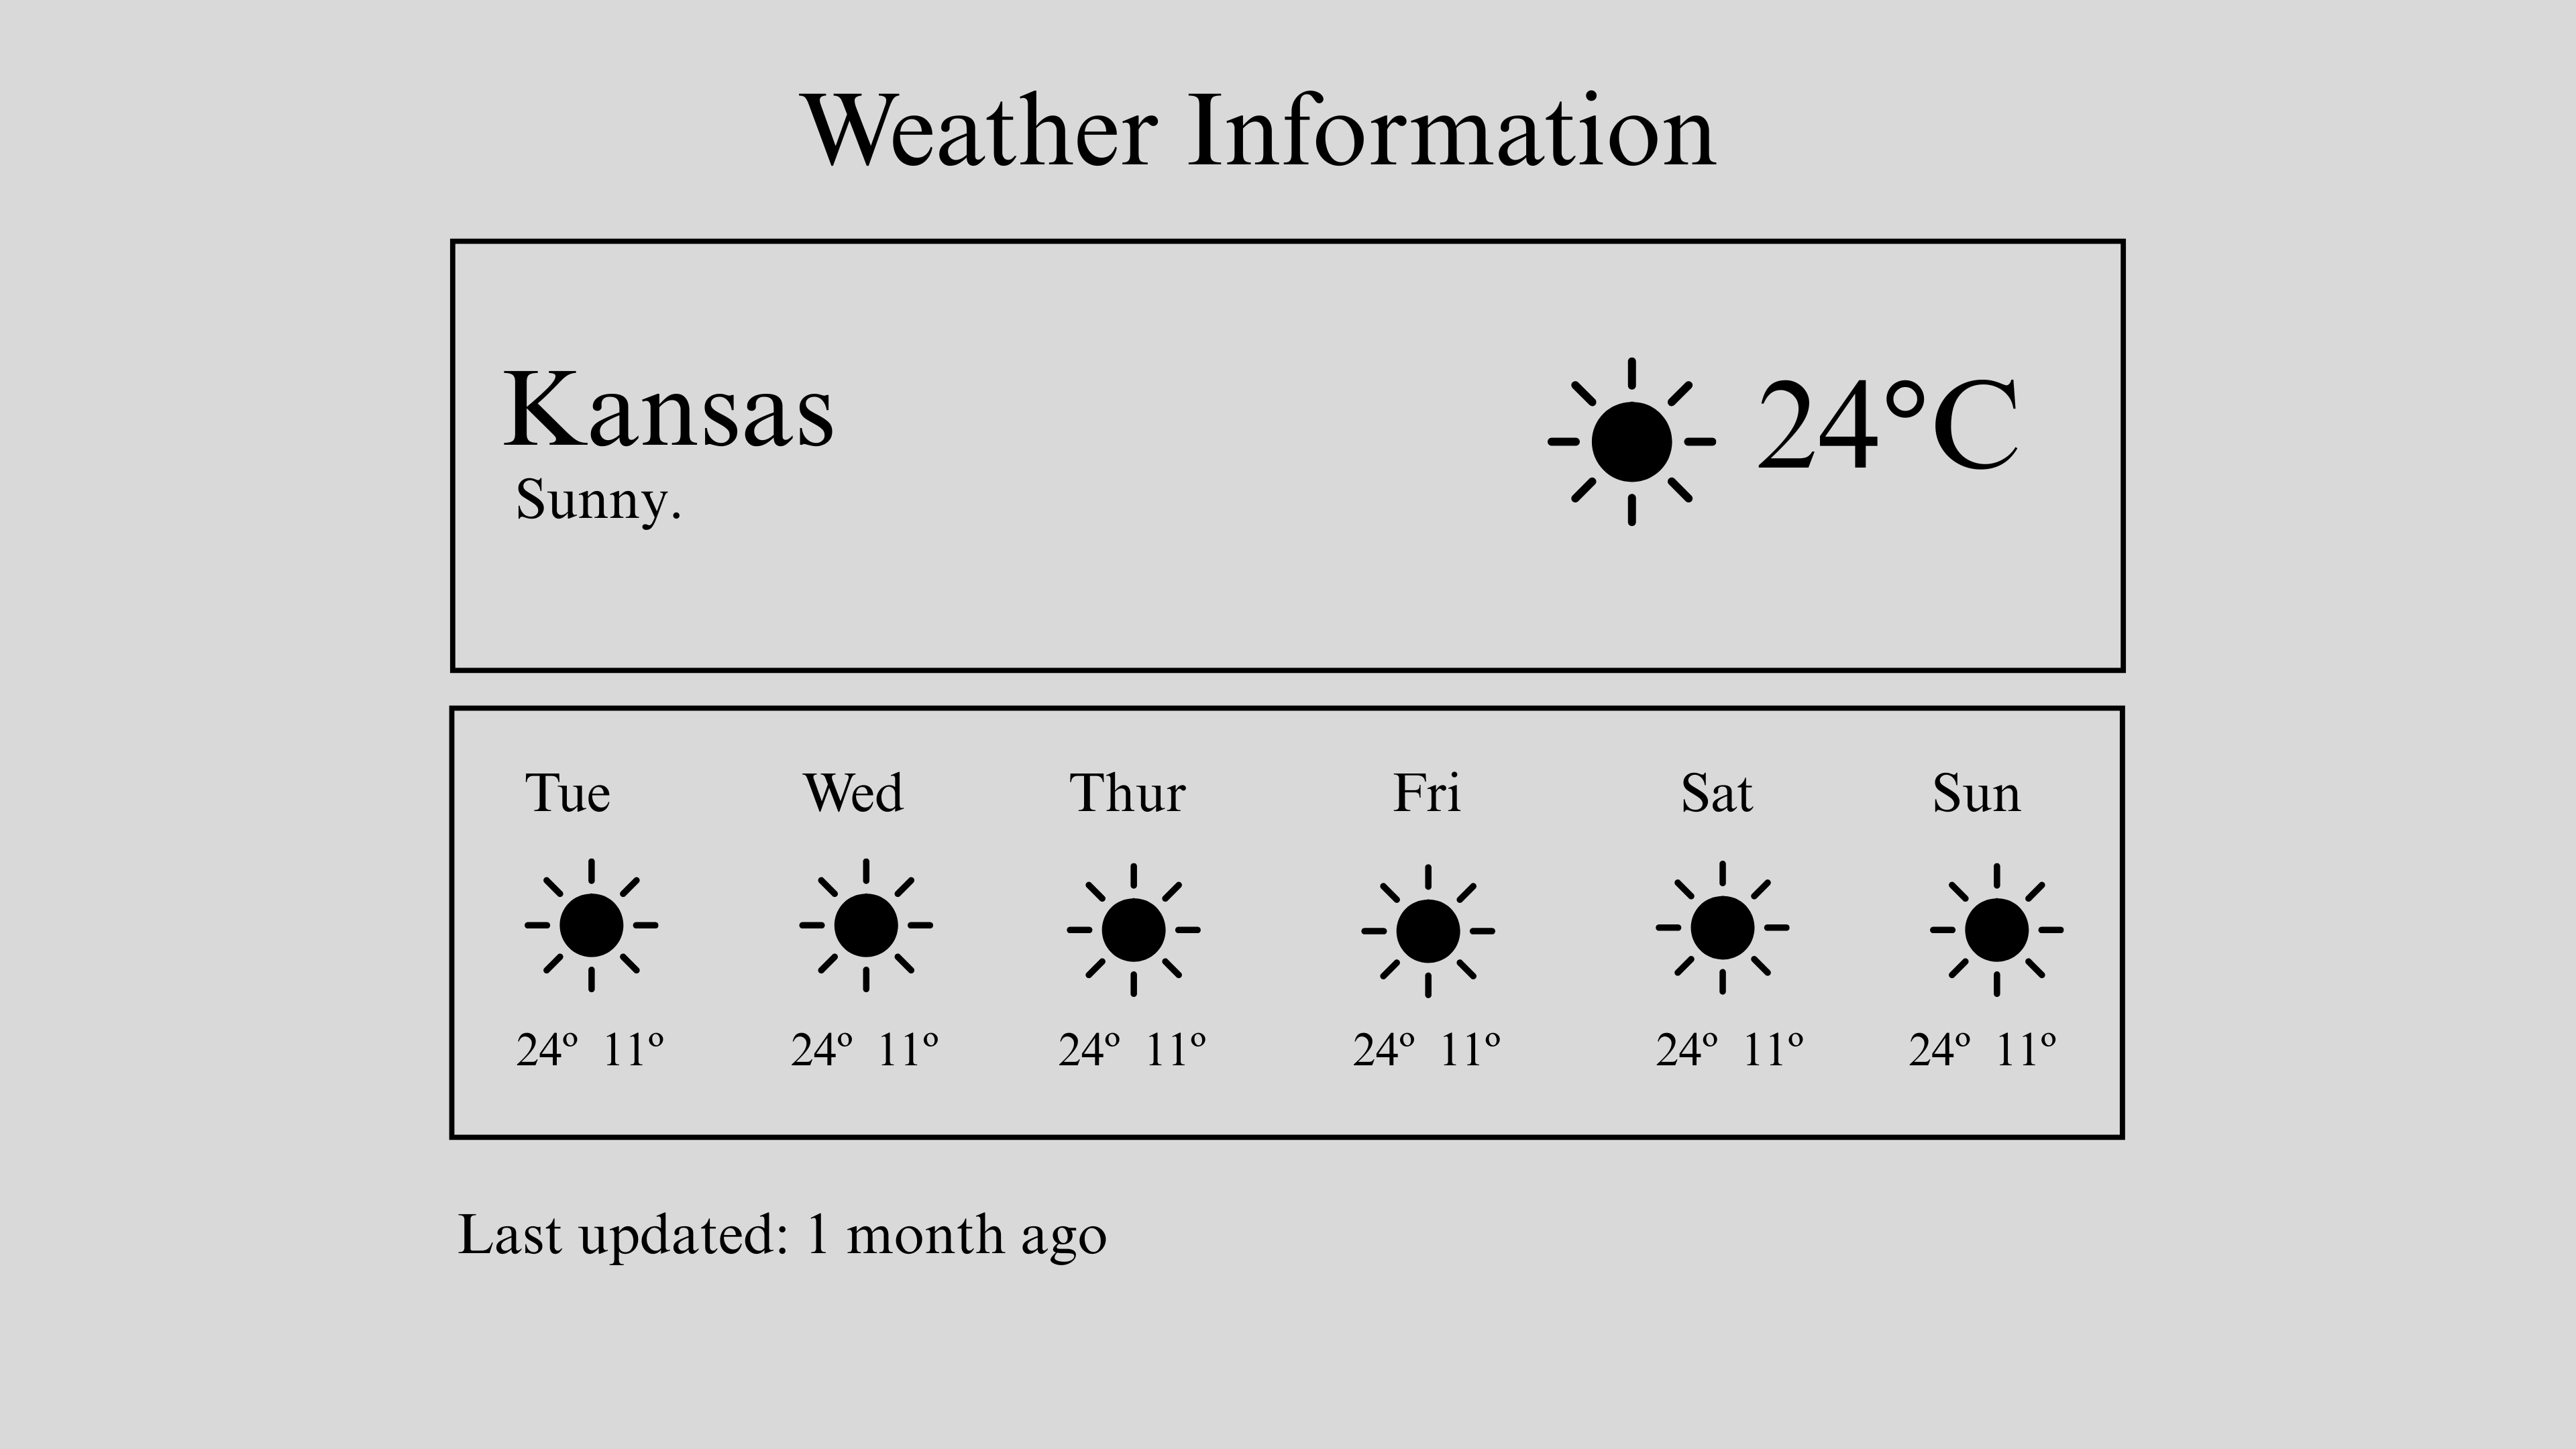 Weather Information
Kansas
24°C
Sunny.
Tue Wed Thur Fri Sat Sun
24º 11º 24º 11º 24º 11º 24º 11º 24º 11º 24º 11º
Last updated: 1 month ago